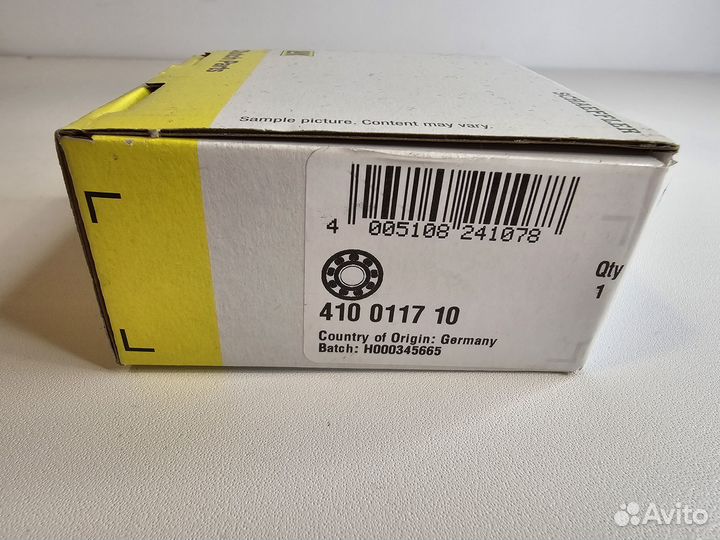 Sample picture. Content may vary.
SCHAEFFLER
4 005108 241078
410 0117 10
Country of Origin: Germany
Batch: H000345665
Qty
1
Avito